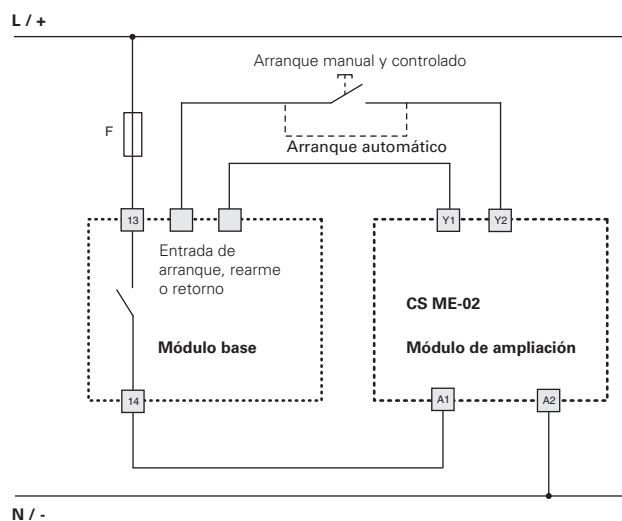 L / +
Arranque manual y controlado
F
Arranque automático
13
Y1
Y2
Entrada de
arranque, rearme
o retorno
CS ME-02
Módulo base
Módulo de ampliación
14
A1
A2
N / -